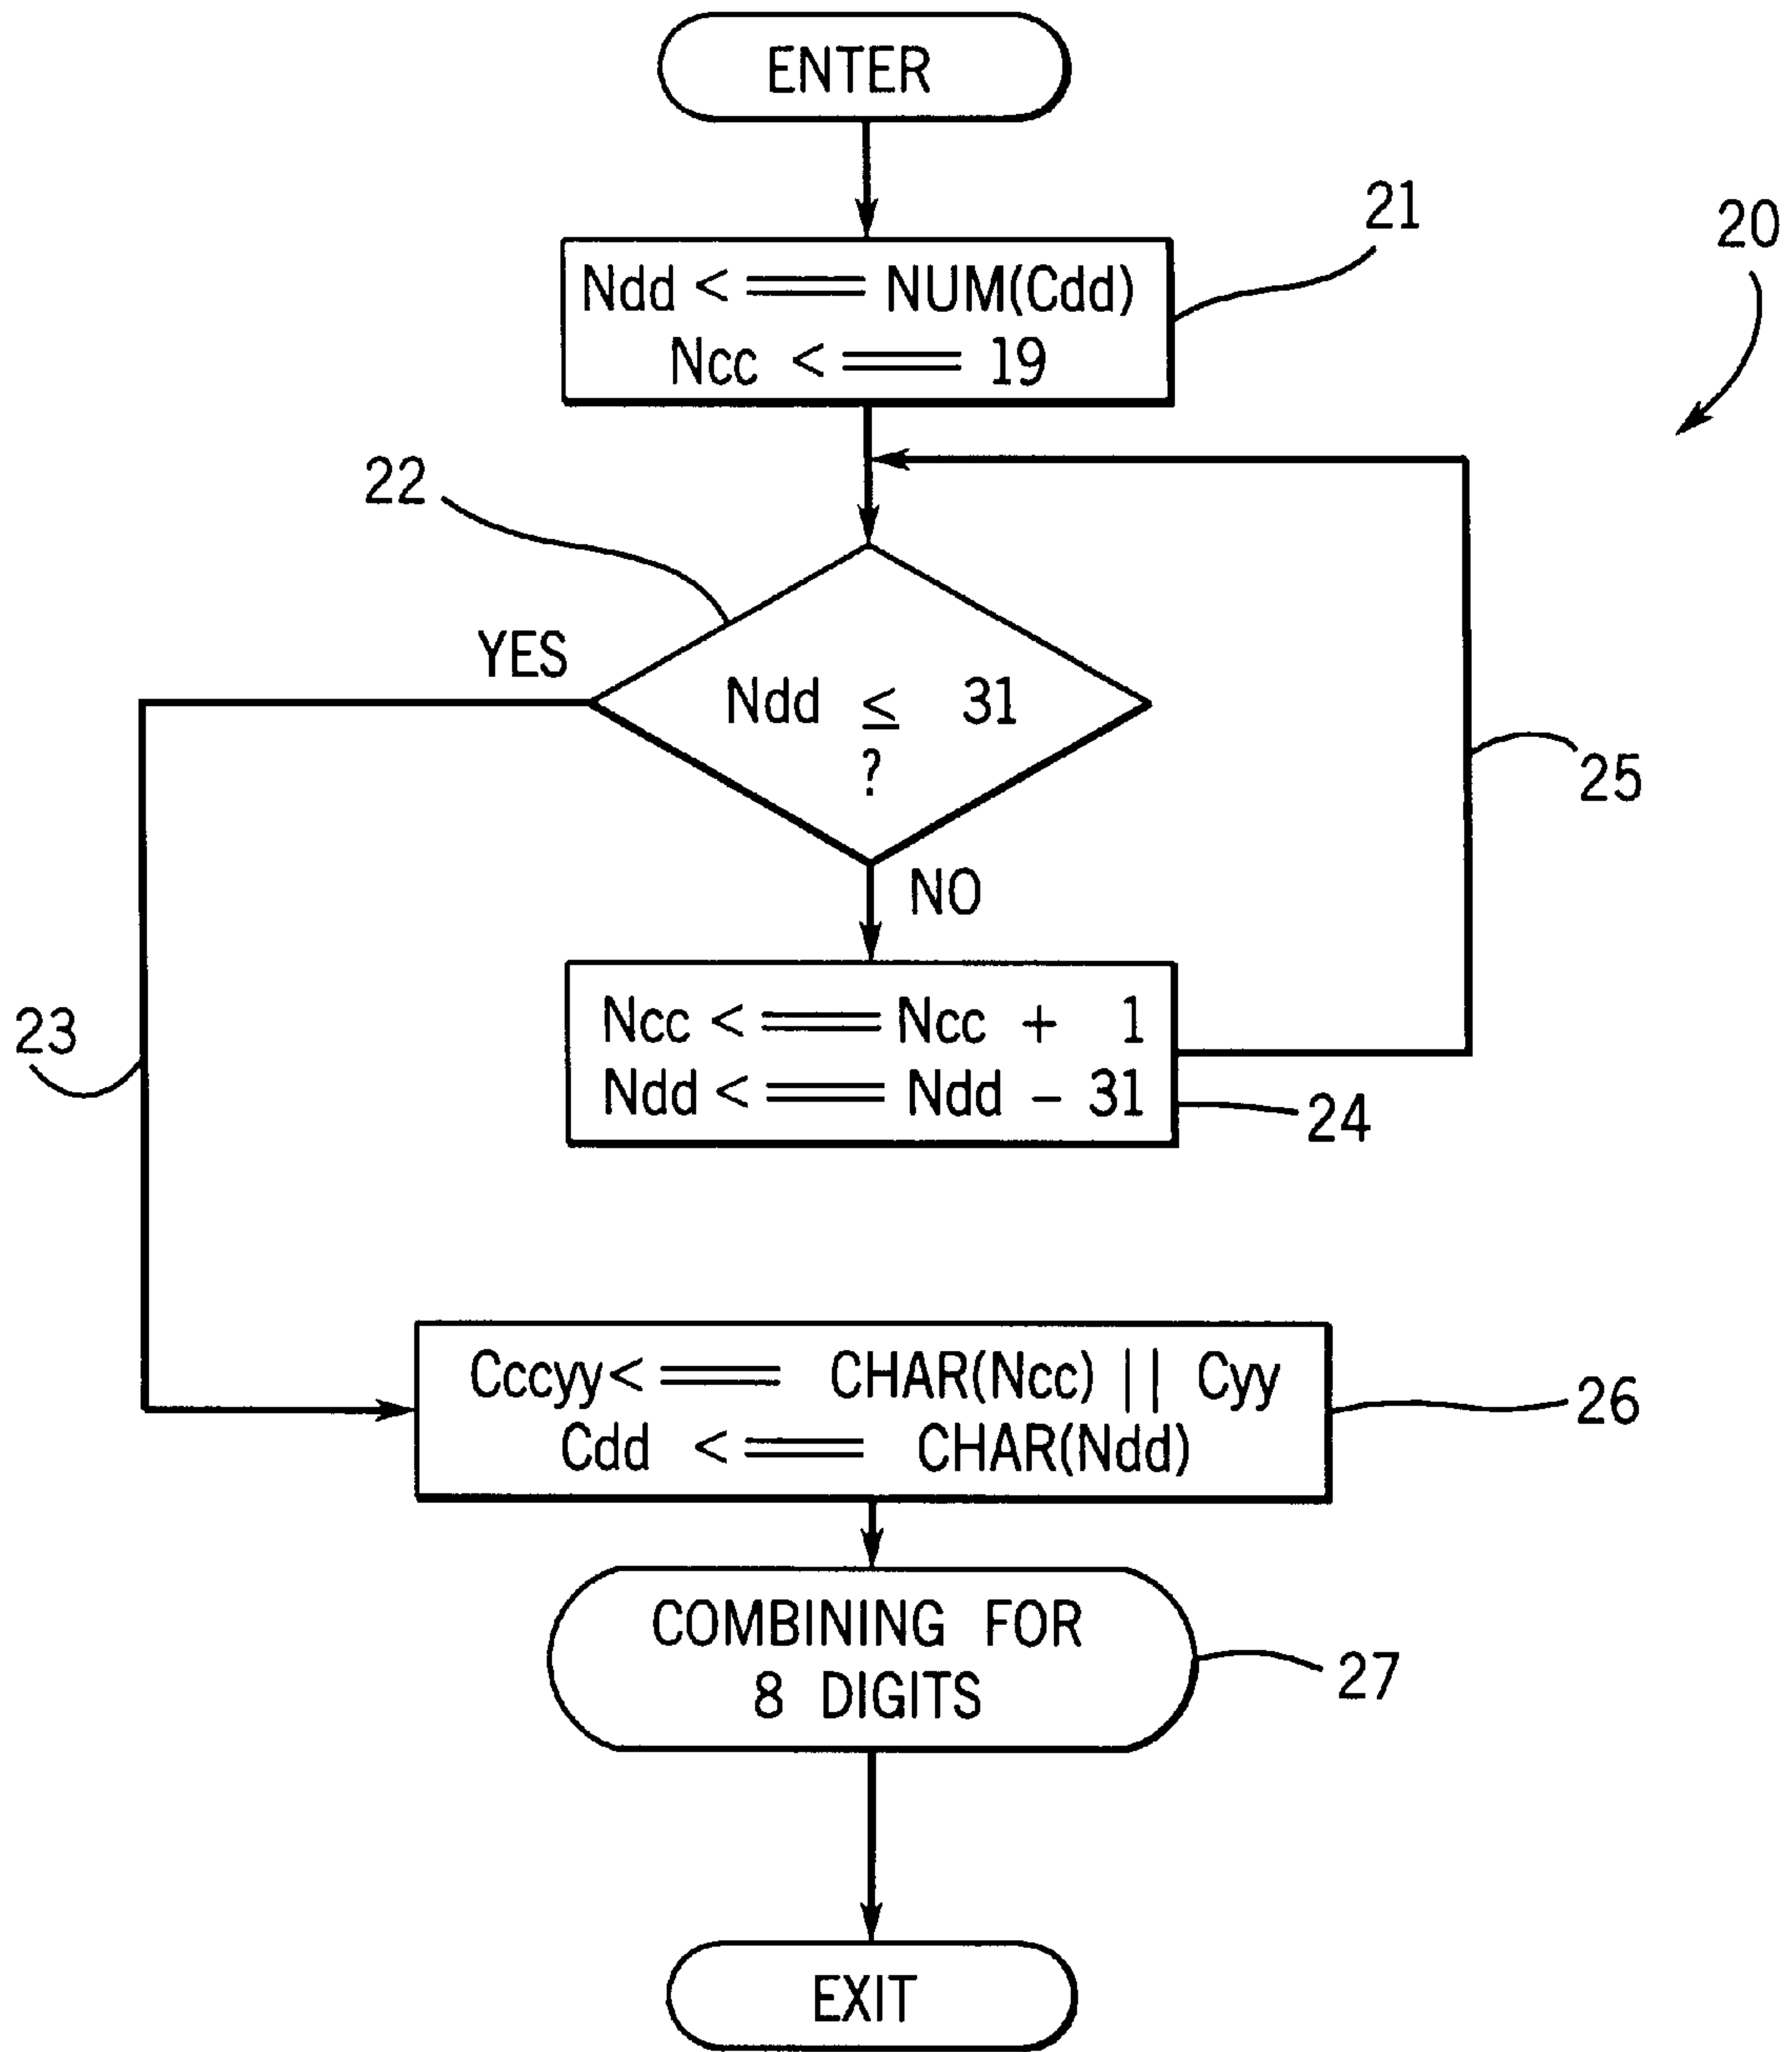 ENTER
21
20
Ndd <== NUM(Cdd)
Ncc <== 19
22
YES
Ndd ≤ 31
?
25
NO
23
Ncc <== Ncc + 1
Ndd <== Ndd - 31
24
Cccyy<== CHAR(Ncc) || Cyy
Cdd <== CHAR(Ndd)
26
COMBINING FOR
8 DIGITS
27
EXIT